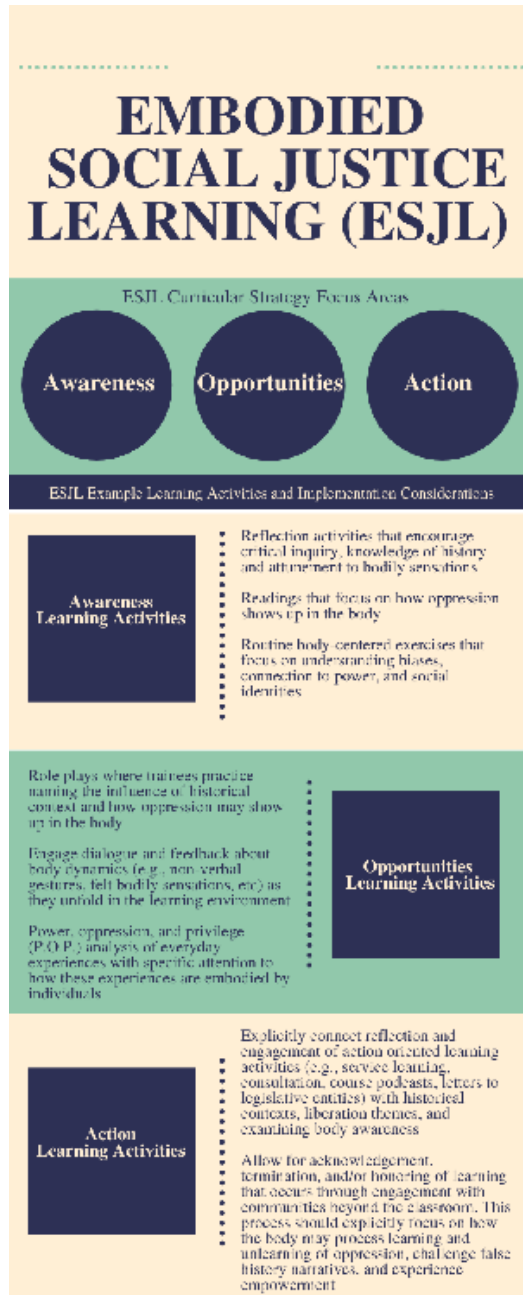 EMBODIED
SOCIAL JUSTICE
LEARNING (ESJL)
ESJL Curricular Strategy Focus Areas
Awareness
Opportunities
Action
ESJL Example Learning Activities and Implementation Considerations
Awareness
Learning Activities
Reflection activities that encourage
critical inquiry, knowledge of history
and attunement to bodily sensations
Readings that focus on how oppression
shows up in the body
Routine body-centered exercises that
focus on understanding biases,
connection to power, and social
identities
Role plays where trainees practice
naming the influence of historical
context and how oppression may show
up in the body
Engage dialogue and feedback about
body dynamics (e.g., non-verbal
gestures, felt bodily sensations, etc) as
they unfold in the learning environment
Power, oppression, and privilege
(P.O.P.) analysis of everyday
experiences with specific attention to
how these experiences are embodied by
individuals
Opportunities
Learning Activities
Action
Learning Activities
Explicitly connect reflection and
engagement of action oriented learning
activities (e.g., service learning,
consultation, course podcasts, letters to
legislative entities) with historical
contexts, liberation themes, and
examining body awareness
Allow for acknowledgement,
termination, and/or honoring of learning
that occurs through engagement with
communities beyond the classroom. This
process should explicitly focus on how
the body may process learning and
unlearning of oppression, challenge false
history narratives, and experience
empowerment